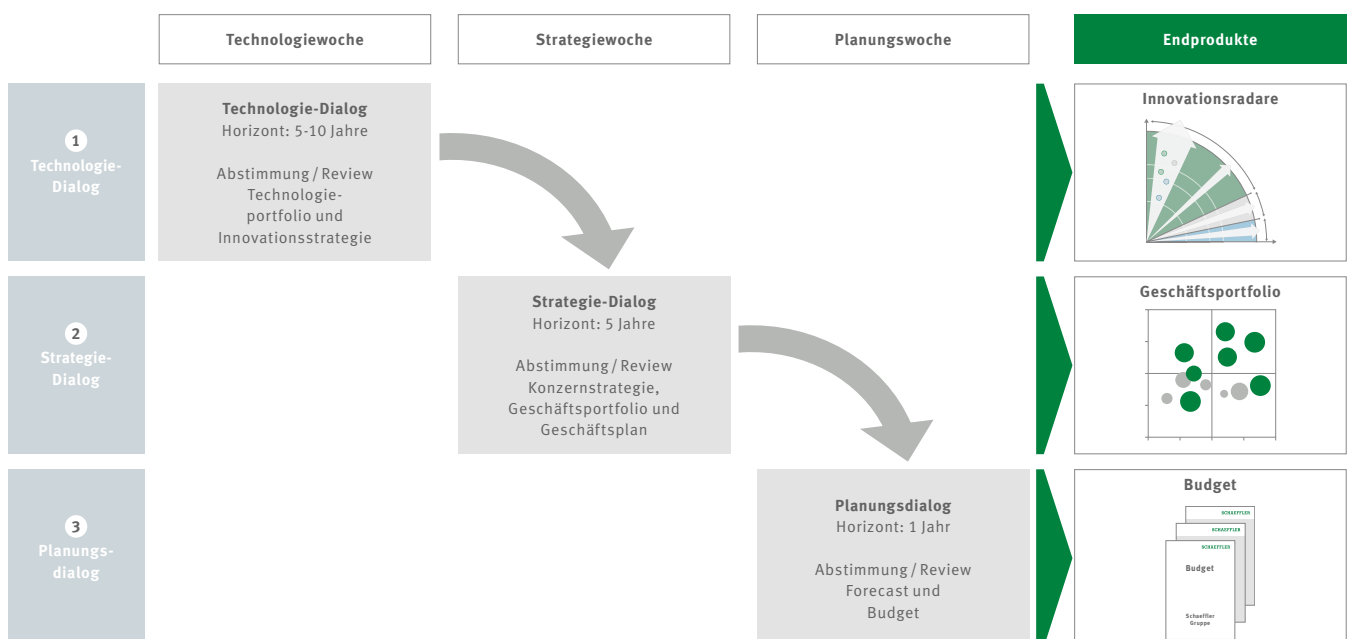 Technologiewoche
Strategiewoche
Planungswoche
Endprodukte
1
Technologie-
Dialog
Technologie-Dialog
Horizont: 5-10 Jahre
Abstimmung / Review
Technologie-
portfolio und
Innovationsstrategie
Innovationsradare
2
Strategie-
Dialog
Strategie-Dialog
Horizont: 5 Jahre
Abstimmung / Review
Konzernstrategie,
Geschäftsportfolio und
Geschäftsplan
Geschäftsportfolio
3
Planungs-
dialog
Planungsdialog
Horizont: 1 Jahr
Abstimmung / Review
Forecast und
Budget
Budget
SCHAEFFLER
SCHAEFFLER
SCHAEFFLER
Budget
Schaeffler
Gruppe